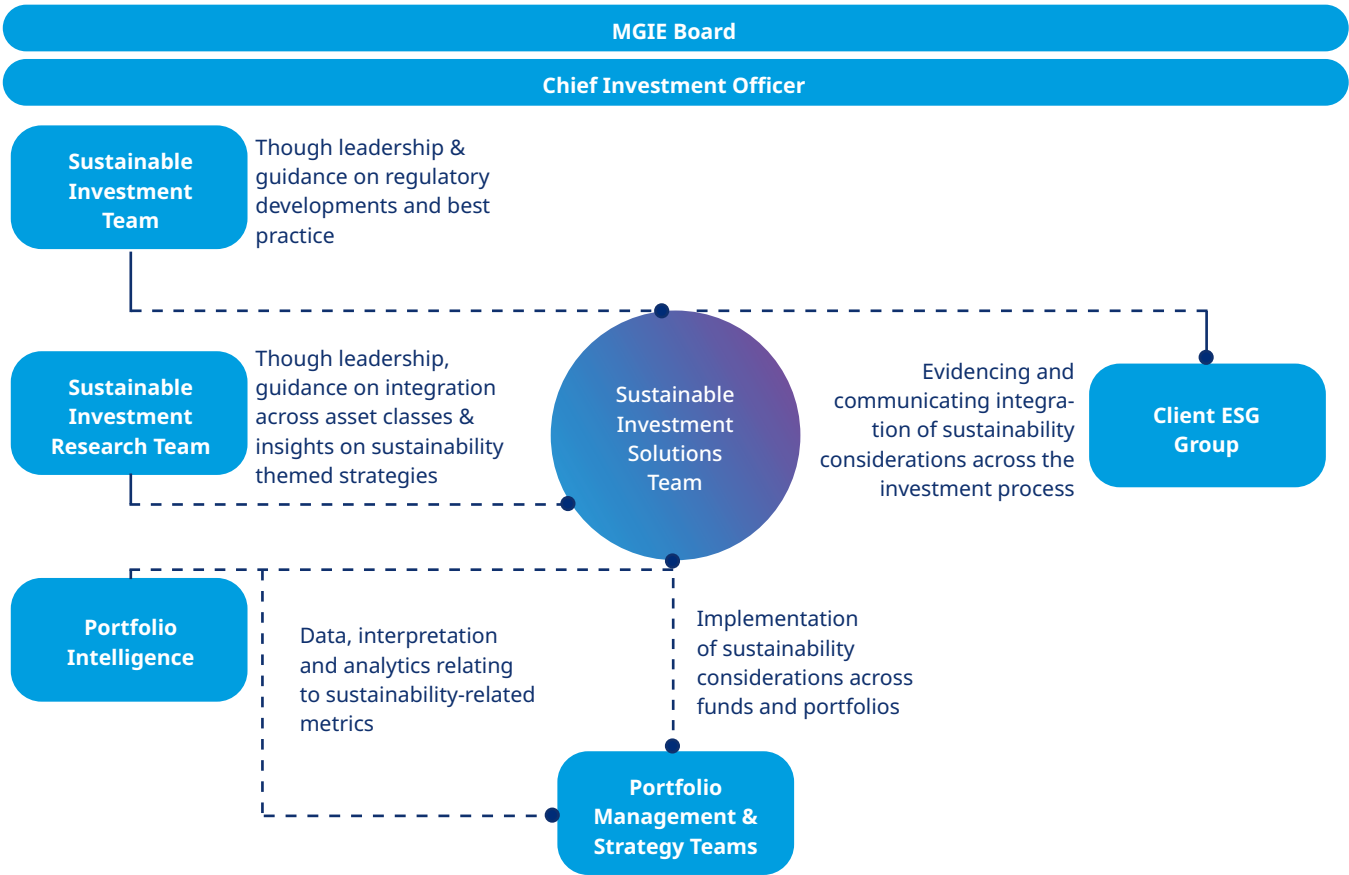 MGIE Board
Chief Investment Officer
Sustainable
Investment
Team
Though leadership &
guidance on regulatory
developments and best
practice
Sustainable
Investment
Research Team
Though leadership,
guidance on integration
across asset classes &
insights on sustainability
themed strategies
Sustainable
Investment
Solutions
Team
Evidencing and
communicating integra-
tion of sustainability
considerations across the
investment process
Client ESG
Group
Portfolio
Intelligence
Data, interpretation
and analytics relating
to sustainability-related
metrics
Implementation
of sustainability
considerations across
funds and portfolios
Portfolio
Management &
Strategy Teams